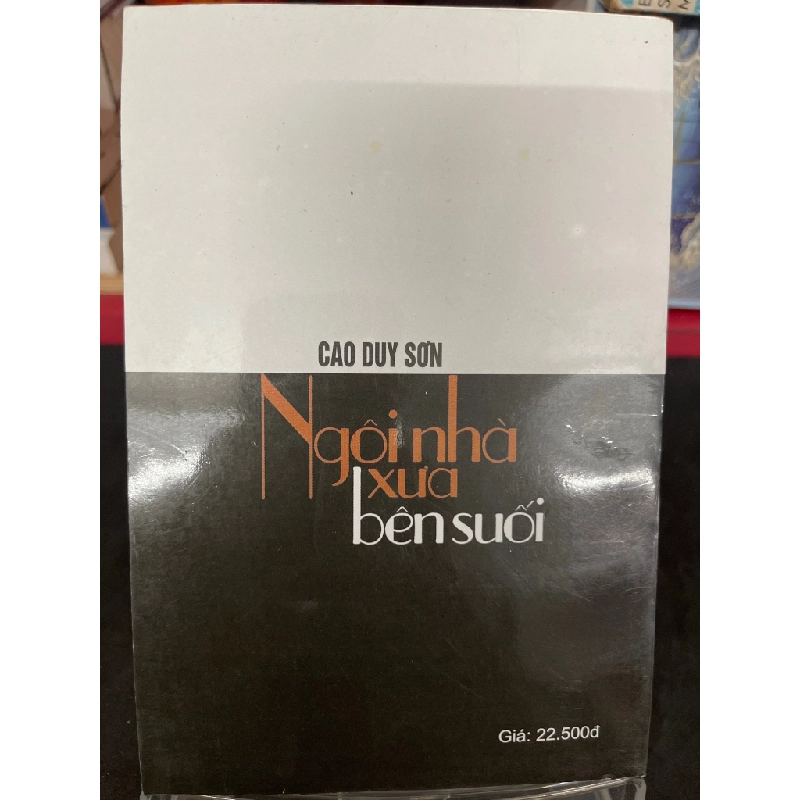 CAO DUY SƠN
Ngôi nhà
xưa
bên suối
Giá: 22.500đ